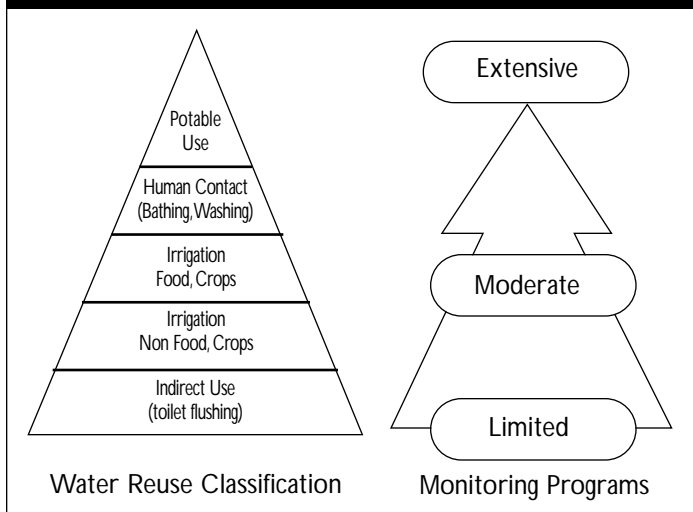 Potable
Use
Human Contact
(Bathing, Washing)
Irrigation
Food, Crops
Irrigation
Non Food, Crops
Indirect Use
(toilet flushing)
Water Reuse Classification
Extensive
Moderate
Limited
Monitoring Programs